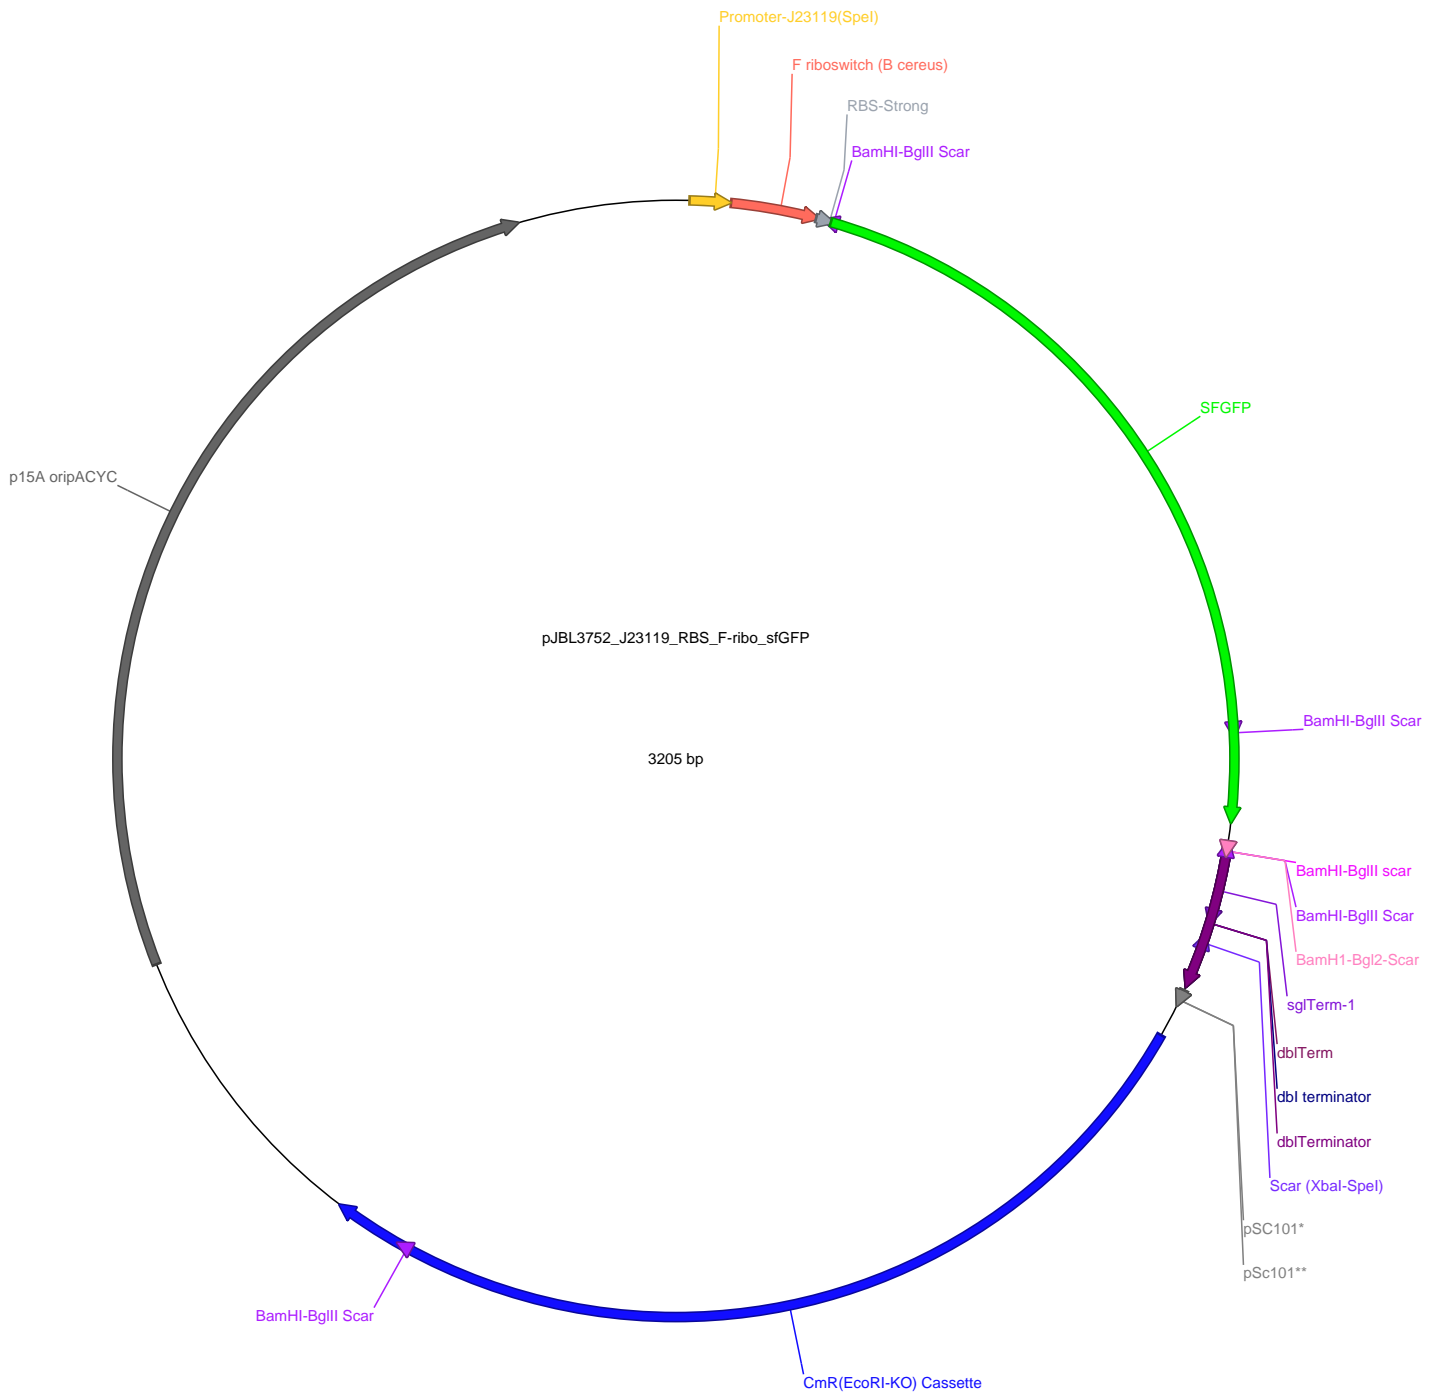 Promoter-J23119(SpeI)
F riboswitch (B cereus)
RBS-Strong
BamHI-BglII Scar
SFGFP
p15A oripACYC
pJBL3752_J23119_RBS_F-ribo_sfGFP
BamHI-BglII Scar
3205 bp
BamHI-BglII scar
BamHI-BglII Scar
BamH1-Bgl2-Scar
sglTerm-1
dblTerm
dbl terminator
dblTerminator
Scar (XbaI-SpeI)
pSC101*
pSc101**
BamHI-BglII Scar
CmR(EcoRI-KO) Cassette